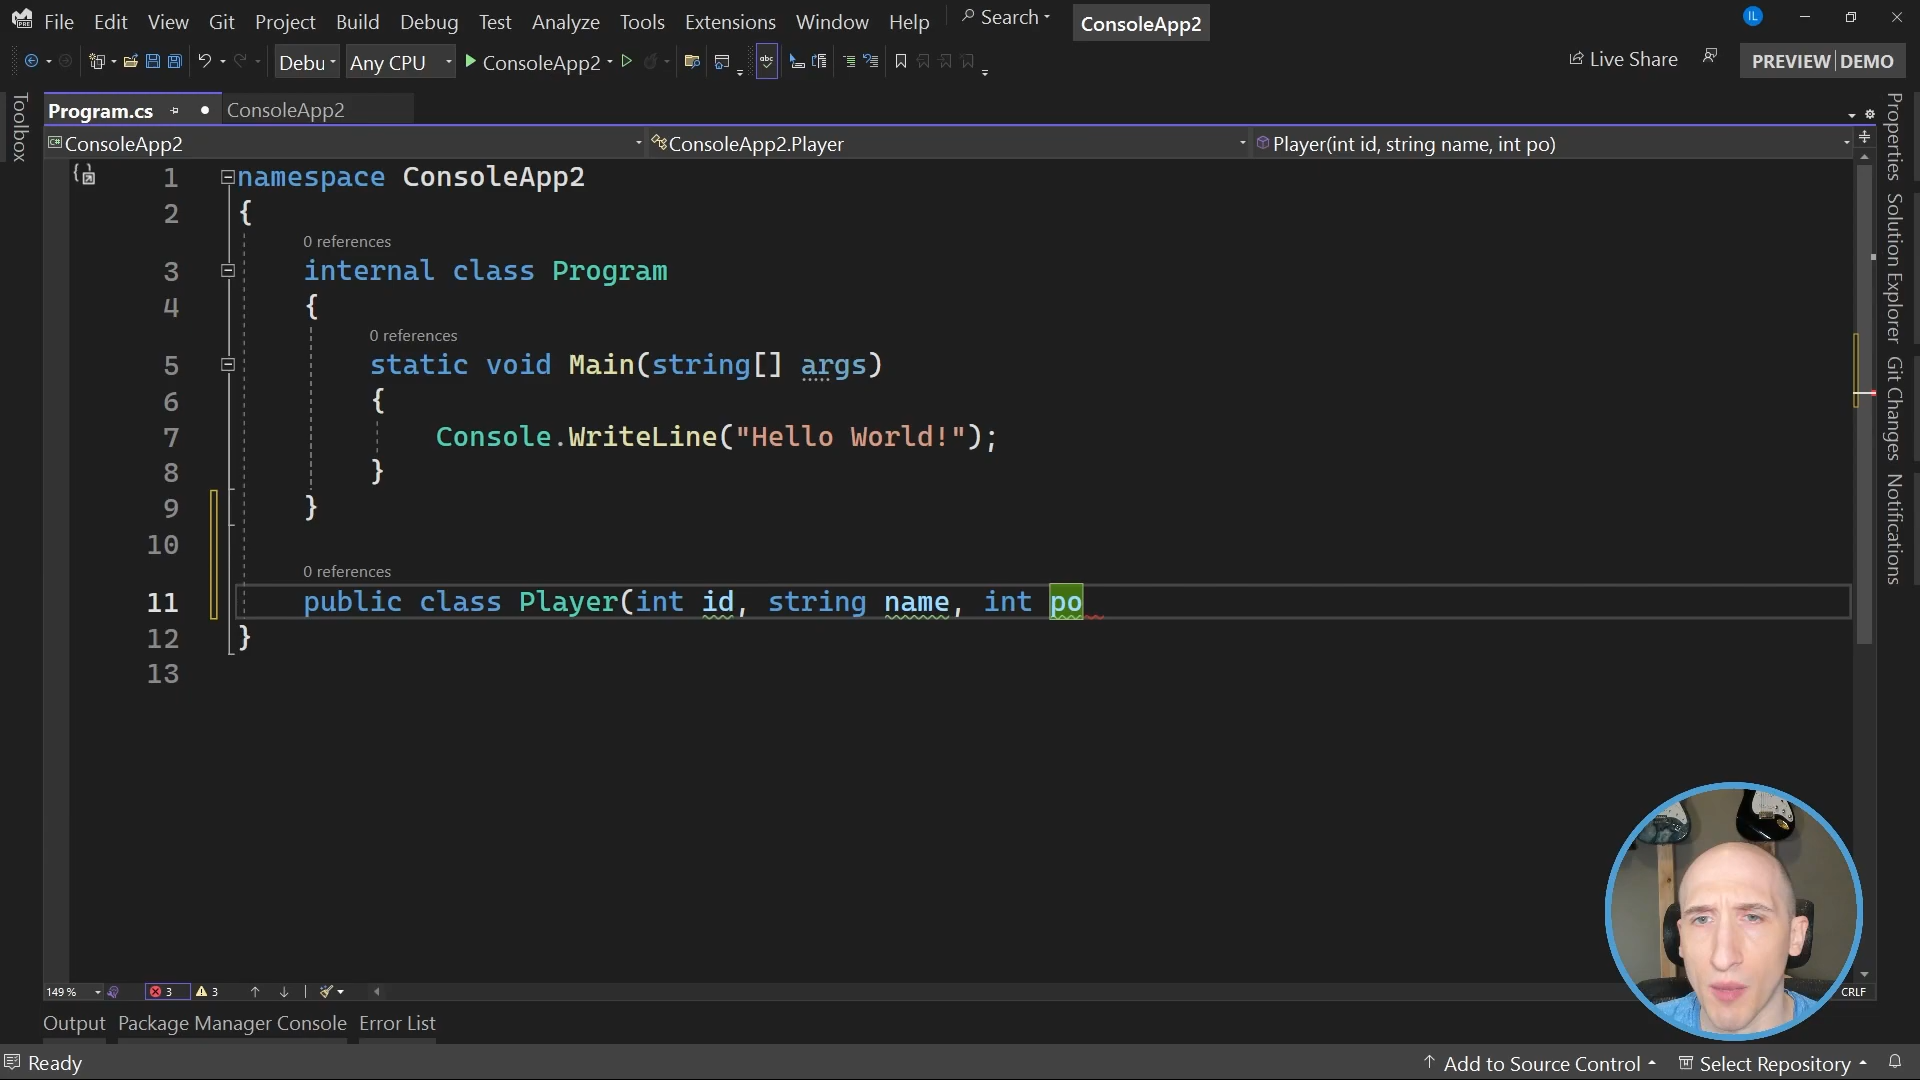 File Edit View Git Project Build Debug Test Analyze Tools Extensions Window Help Search ConsoleApp2 IL
Debu Any CPU ConsoleApp2 abc Live Share PREVIEW DEMO
Toolbox
Program.cs ConsoleApp2
C# ConsoleApp2 ConsoleApp2.Player Player(int id, string name, int po)
1 namespace ConsoleApp2
2 {
0 references
3 internal class Program
4 {
0 references
5 static void Main(string[] args)
6 {
7 Console.WriteLine("Hello World!");
8 }
9 }
10
0 references
11 public class Player(int id, string name, int po
12 }
13
Properties
Solution Explorer
Git Changes
Notifications
149 % 3 3 CRLF
Output Package Manager Console Error List
Ready Add to Source Control Select Repository